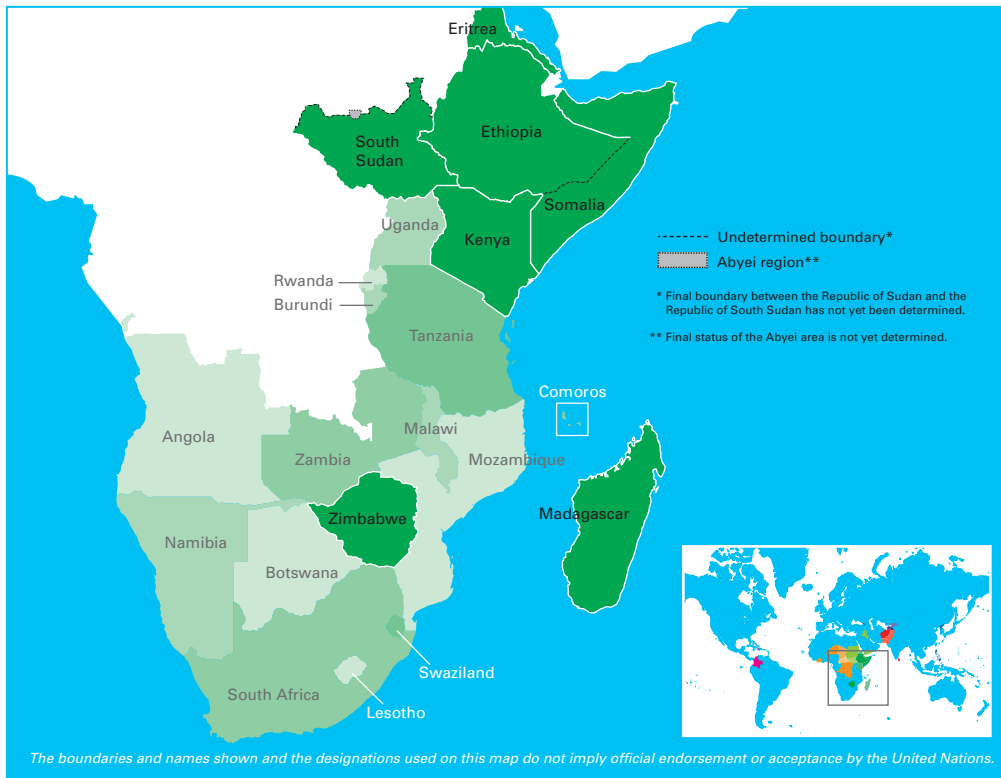 Eritrea
Ethiopia
South
Sudan
Somalia
Uganda
Kenya
Undetermined boundary*
Abyei region**
Rwanda
Burundi
* Final boundary between the Republic of Sudan and the
Republic of South Sudan has not yet been determined.
** Final status of the Abyei area is not yet determined.
Tanzania
Comoros
Angola
Malawi
Zambia
Mozambique
Madagascar
Zimbabwe
Namibia
Botswana
Swaziland
South Africa
Lesotho
The boundaries and names shown and the designations used on this map do not imply official endorsement or acceptance by the United Nations.